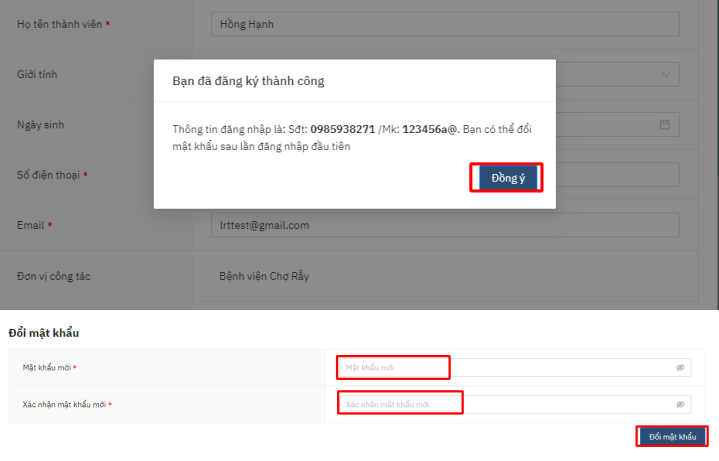 Họ tên thành viên *
Hồng Hạnh
Giới tính
Bạn đã đăng ký thành công
Ngày sinh
Thông tin đăng nhập là: Sđt: 0985938271 /Mk: 123456a@. Bạn có thể đổi
mật khẩu sau lần đăng nhập đầu tiên
Số điện thoại *
Đồng ý
Email *
lrttest@gmail.com
Đơn vị công tác
Bệnh viện Chợ Rẫy
Đổi mật khẩu
Mật khẩu mới *
Mật khẩu mới
Xác nhận mật khẩu mới *
Xác nhận mật khẩu mới
Đổi mật khẩu